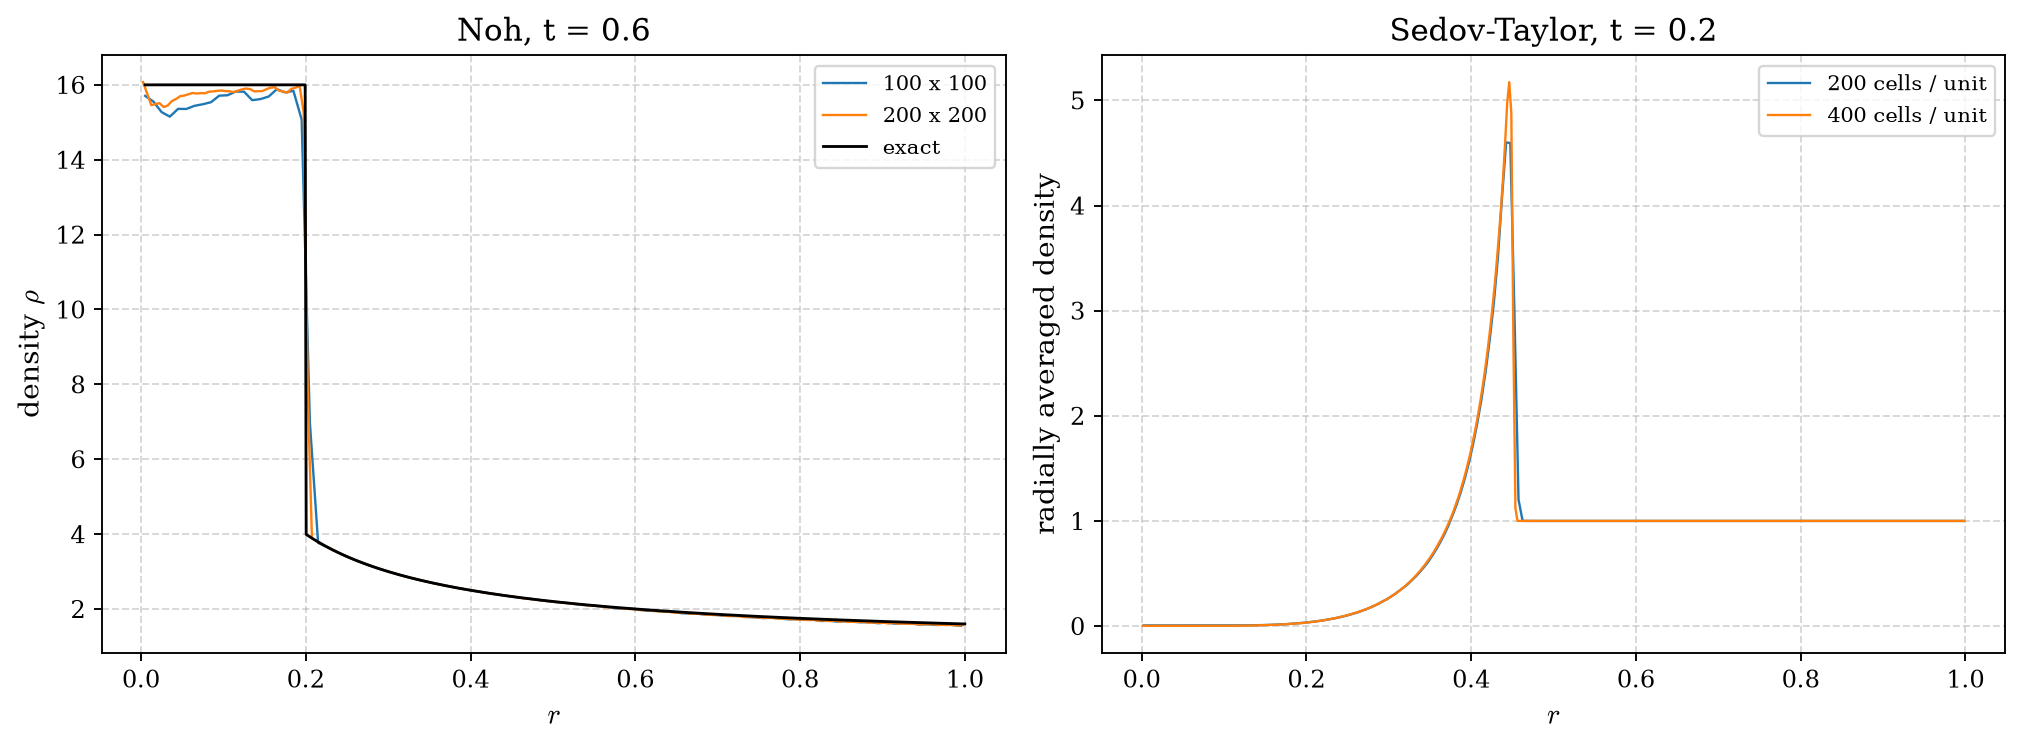 Noh, t = 0.6
density ρ
16
14
12
10
8
6
4
2
100 x 100
200 x 200
exact
0.0 0.2 0.4 0.6 0.8 1.0
r
Sedov-Taylor, t = 0.2
radially averaged density
5
4
3
2
1
0
200 cells / unit
400 cells / unit
0.0 0.2 0.4 0.6 0.8 1.0
r